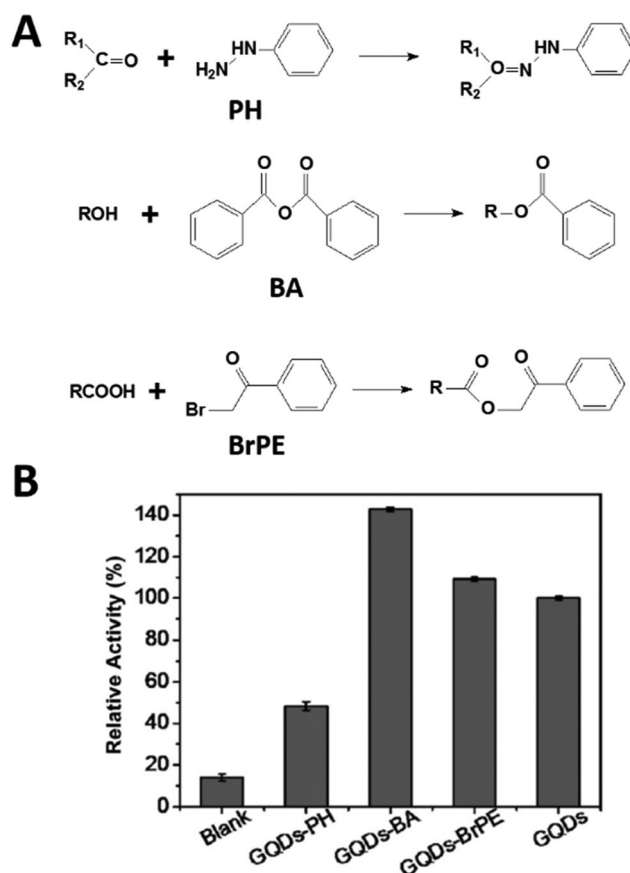 A
R1
R2
C=O
+
H2N
HN
PH
R1
R2
O=N
HN
ROH
+
O
O
O
BA
R
O
O
RCOOH
+
O
Br
BrPE
R
O
O
O
B
Relative Activity (%)
140
120
100
80
60
40
20
0
Blank
GQDs-PH
GQDs-BA
GQDs-BrPE
GQDs